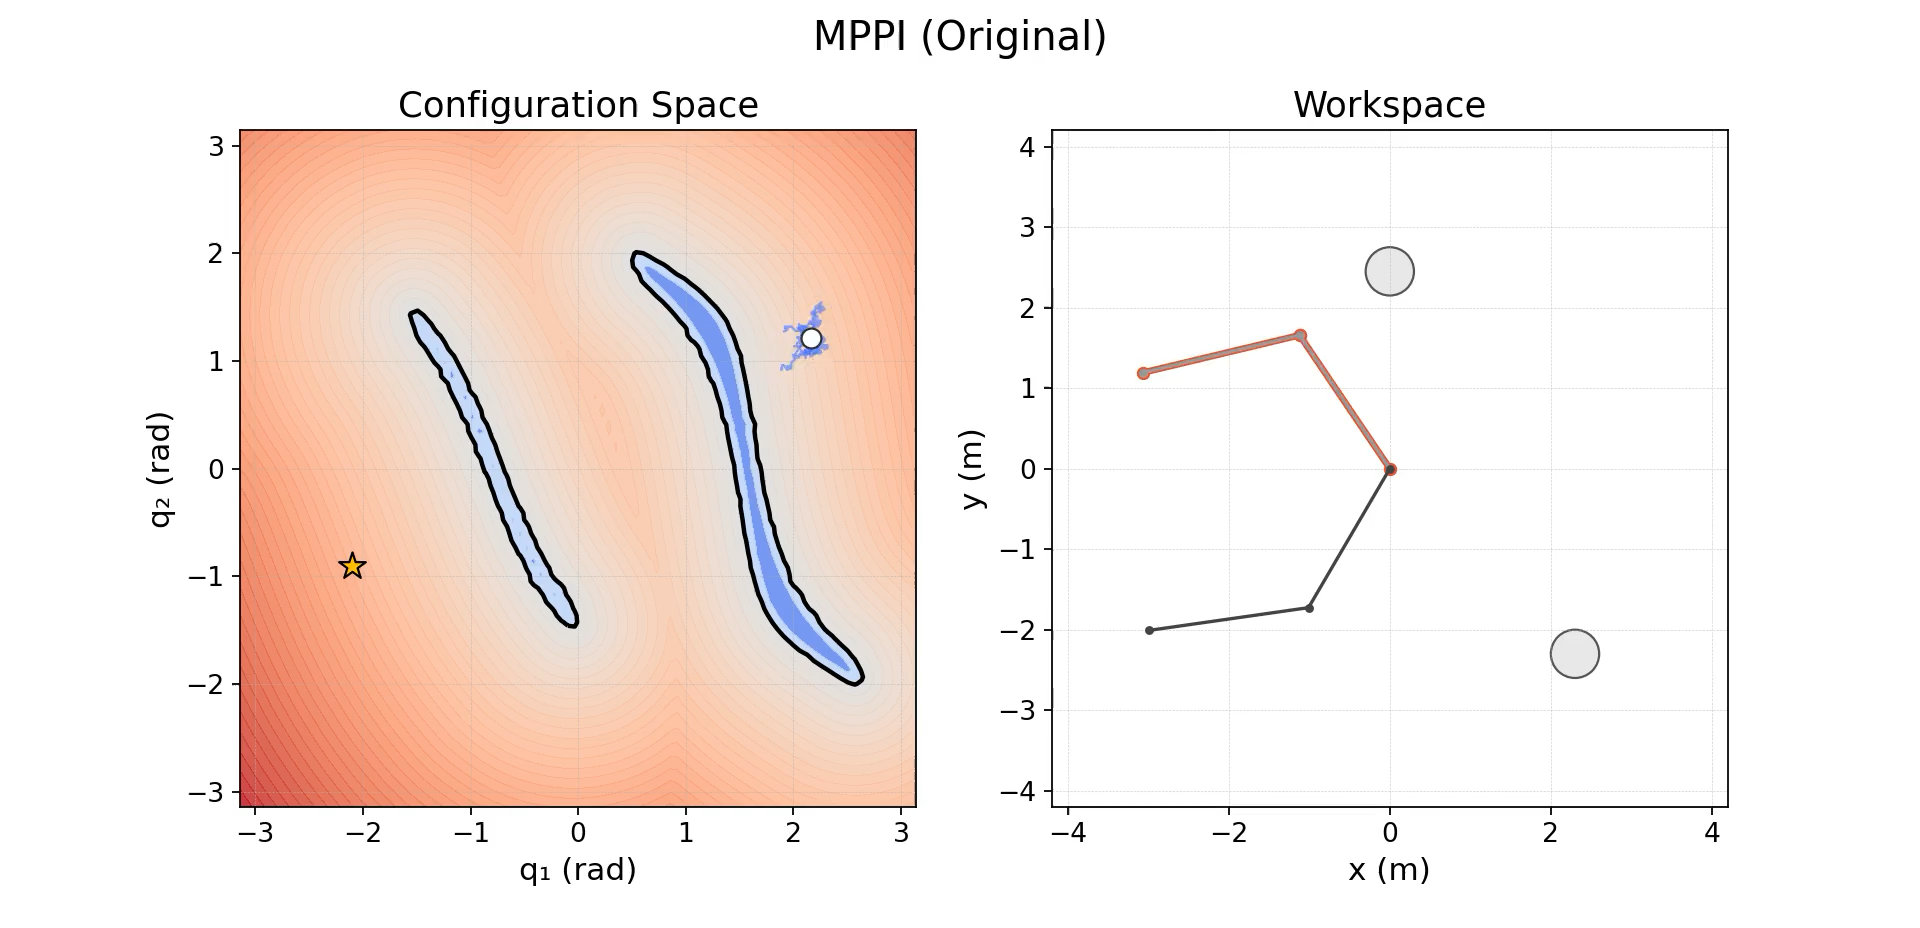 MPPI (Original)
Configuration Space
3
2
1
0
−1
−2
−3
q₂ (rad)
−3 −2 −1 0 1 2 3
q₁ (rad)
Workspace
4
3
2
1
0
−1
−2
−3
−4
y (m)
−4 −2 0 2 4
x (m)